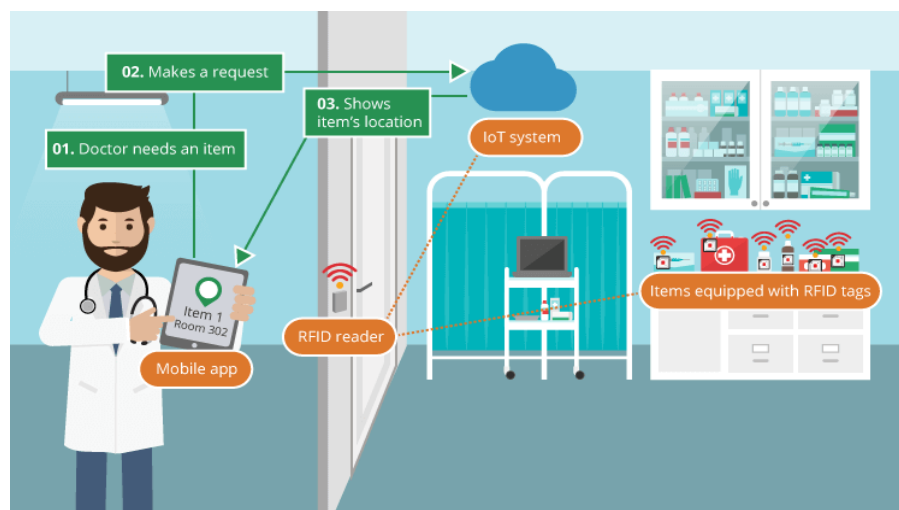 02. Makes a request
03. Shows
item's location
01. Doctor needs an item
IoT system
Item 1
Room 302
Items equipped with RFID tags
RFID reader
Mobile app